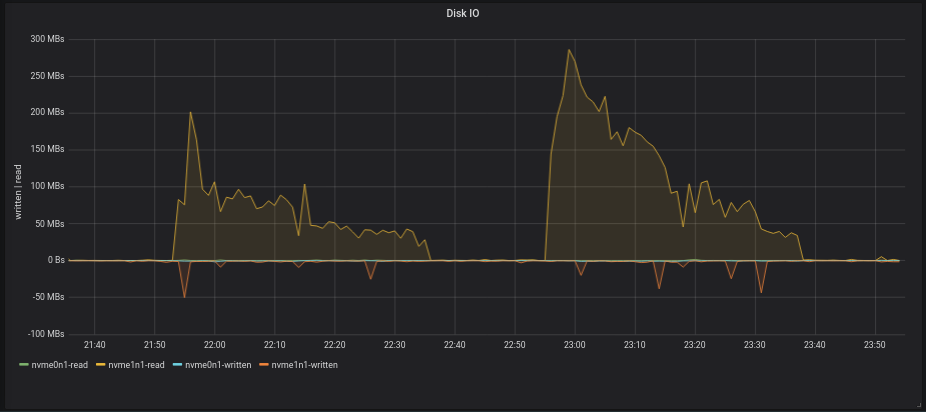 Disk IO
300 MBs
250 MBs
200 MBs
150 MBs
100 MBs
50 MBs
0 Bs
-50 MBs
-100 MBs
written | read
21:40 21:50 22:00 22:10 22:20 22:30 22:40 22:50 23:00 23:10 23:20 23:30 23:40 23:50
nvme0n1-read nvme1n1-read nvme0n1-written nvme1n1-written